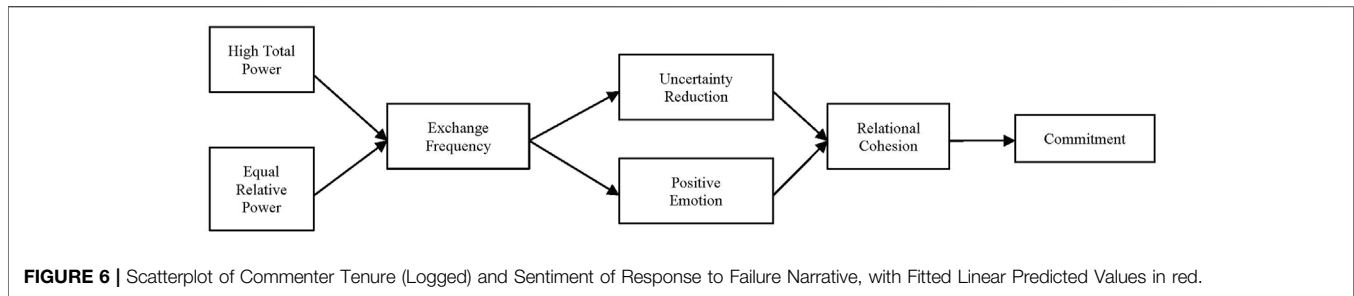 High Total
Power
Equal
Relative
Power
Exchange
Frequency
Uncertainty
Reduction
Positive
Emotion
Relational
Cohesion
Commitment
FIGURE 6 | Scatterplot of Commenter Tenure (Logged) and Sentiment of Response to Failure Narrative, with Fitted Linear Predicted Values in red.